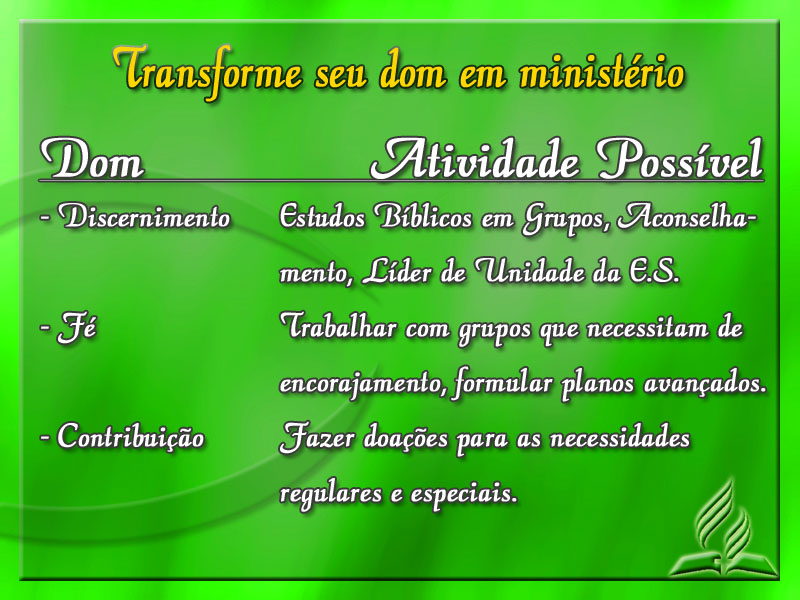 Transforme seu dom em ministério
Dom Atividade Possível
- Discernimento Estudos Bíblicos em Grupos, Aconselha-
mento, Líder de Unidade da E.S.
- Fé Trabalhar com grupos que necessitam de
encorajamento, formular planos avançados.
- Contribuição Fazer doações para as necessidades
regulares e especiais.